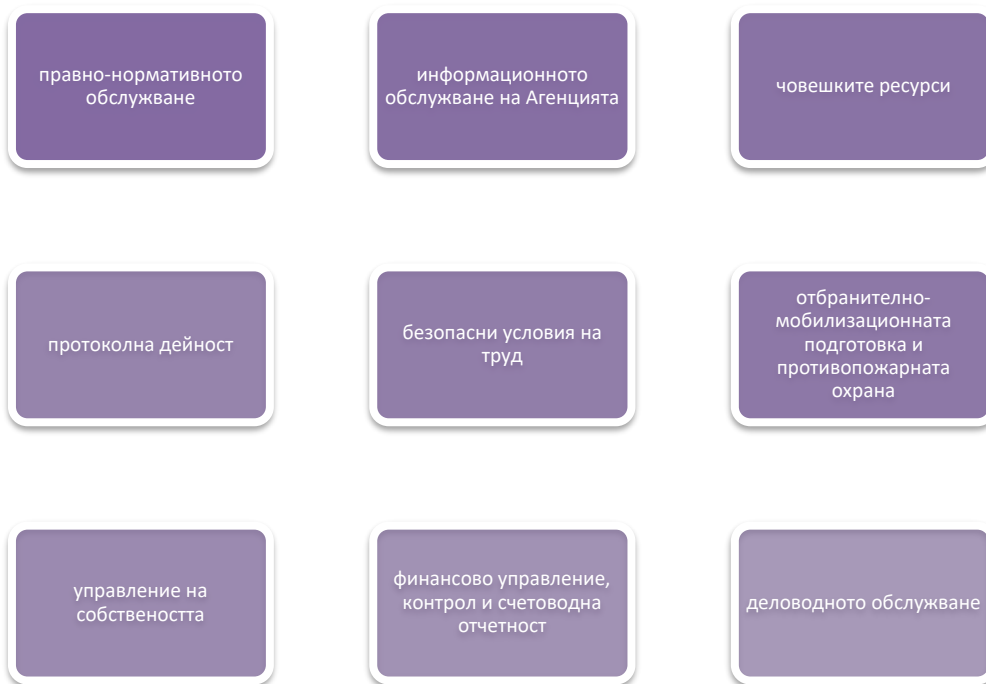 правно-нормативното
обслужване
информационното
обслужване на Агенцията
човешките ресурси
протоколна дейност
безопасни условия на
труд
отбранително-
мобилизационната
подготовка и
противопожарната
охрана
управление на
собствеността
финансово управление,
контрол и счетоводна
отчетност
деловодното обслужване